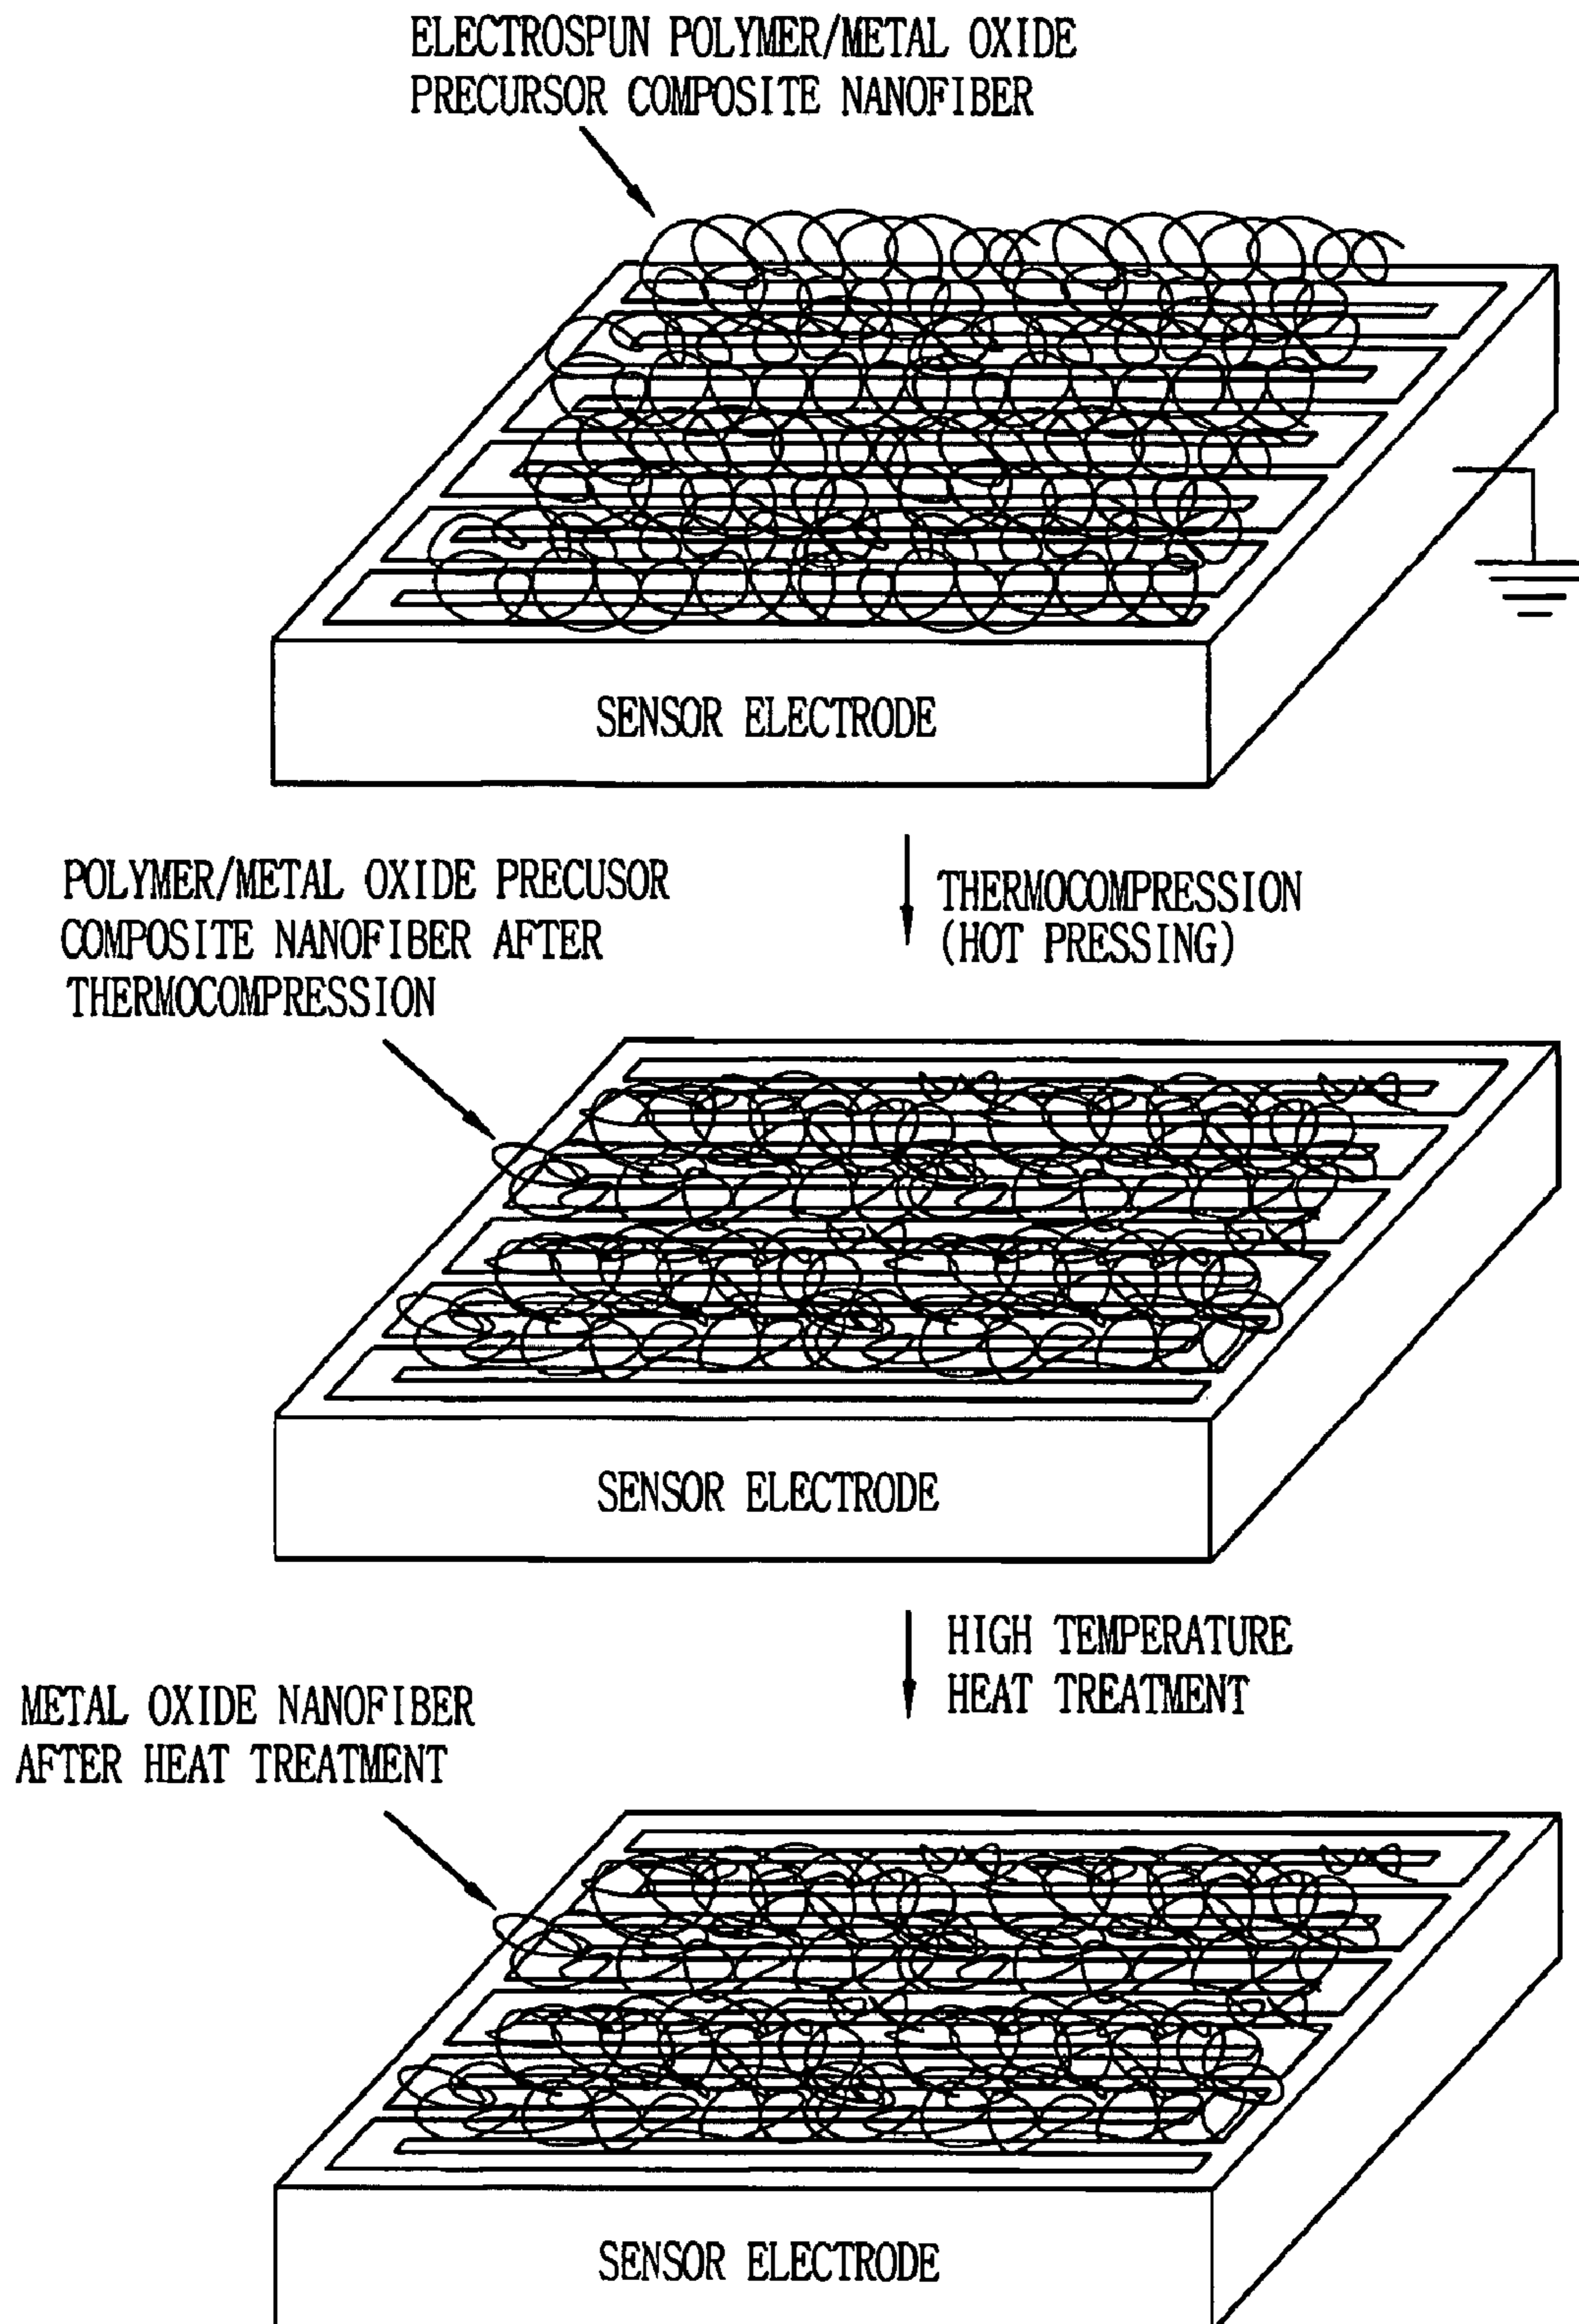 ELECTROSPUN POLYMER/METAL OXIDE
PRECURSOR COMPOSITE NANOFIBER
SENSOR ELECTRODE
POLYMER/METAL OXIDE PRECUSOR
COMPOSITE NANOFIBER AFTER
THERMOCOMPRESSION
THERMOCOMPRESSION
(HOT PRESSING)
SENSOR ELECTRODE
HIGH TEMPERATURE
HEAT TREATMENT
METAL OXIDE NANOFIBER
AFTER HEAT TREATMENT
SENSOR ELECTRODE